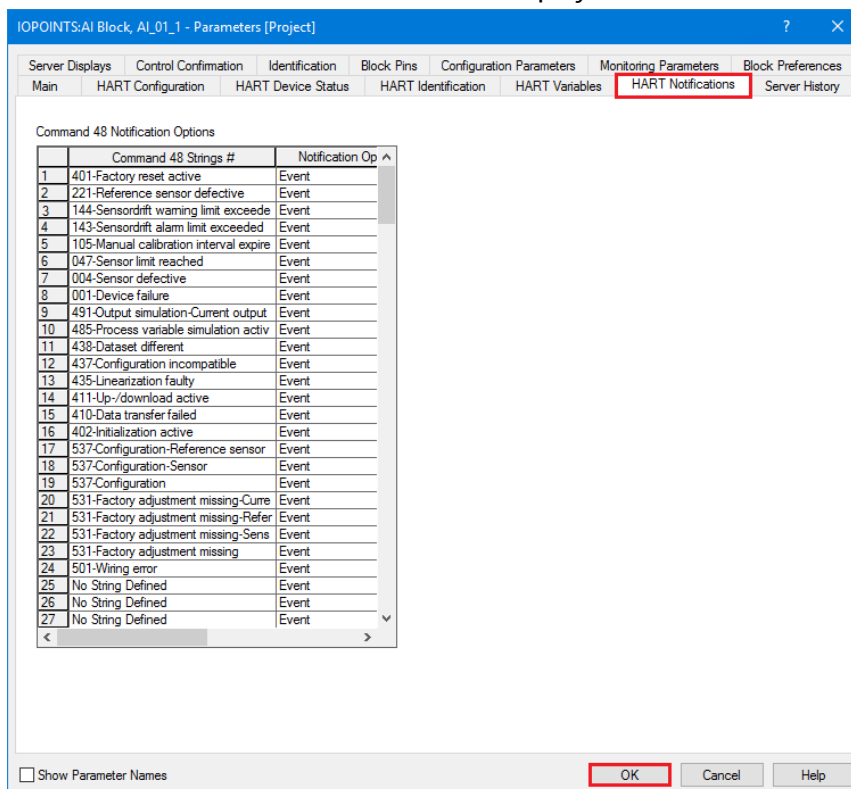 IOPOINTS:AI Block, AI_01_1 - Parameters [Project] ? ×
Server Displays Control Confirmation Identification Block Pins Configuration Parameters Monitoring Parameters Block Preferences
Main HART Configuration HART Device Status HART Identification HART Variables HART Notifications Server History
Command 48 Notification Options
Command 48 Strings # Notification Op
1 401-Factory reset active Event
2 221-Reference sensor defective Event
3 144-Sensordrift warning limit exceede Event
4 143-Sensordrift alarm limit exceeded Event
5 105-Manual calibration interval expire Event
6 047-Sensor limit reached Event
7 004-Sensor defective Event
8 001-Device failure Event
9 491-Output simulation-Current output Event
10 485-Process variable simulation activ Event
11 438-Dataset different Event
12 437-Configuration incompatible Event
13 435-Linearization faulty Event
14 411-Up-/download active Event
15 410-Data transfer failed Event
16 402-Initialization active Event
17 537-Configuration-Reference sensor Event
18 537-Configuration-Sensor Event
19 537-Configuration Event
20 531-Factory adjustment missing-Curre Event
21 531-Factory adjustment missing-Refer Event
22 531-Factory adjustment missing-Sens Event
23 531-Factory adjustment missing Event
24 501-Wiring error Event
25 No String Defined Event
26 No String Defined Event
27 No String Defined Event
Show Parameter Names OK Cancel Help